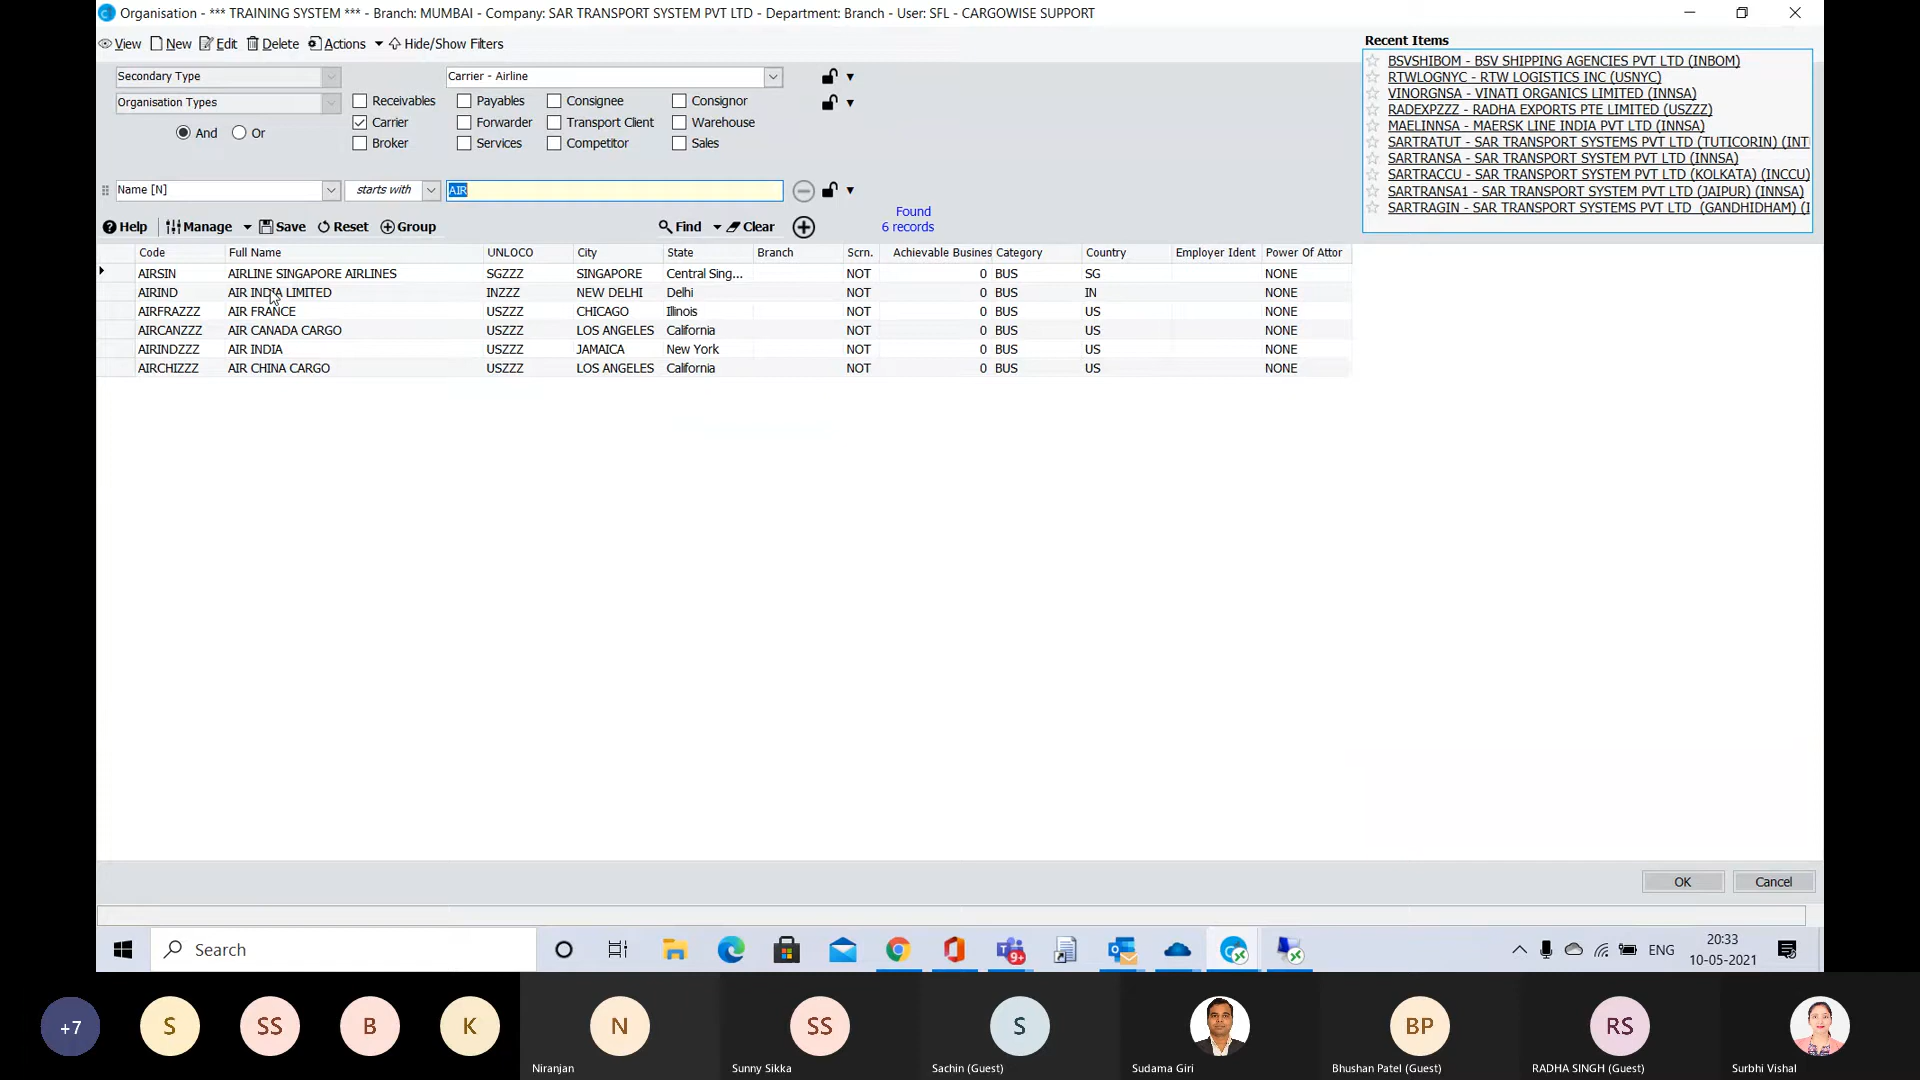 Organisation - *** TRAINING SYSTEM *** - Branch: MUMBAI - Company: SAR TRANSPORT SYSTEM PVT LTD - Department: Branch - User: SFL - CARGOWISE SUPPORT
View New Edit Delete Actions Hide/Show Filters
Recent Items
BSVSHIBOM - BSV SHIPPING AGENCIES PVT LTD (INBOM)
RTWLOGNYC - RTW LOGISTICS INC (USNYC)
VINORGNSA - VINATI ORGANICS LIMITED (INNSA)
RADEXPZZZ - RADHA EXPORTS PTE LIMITED (USZZZ)
MAELINNSA - MAERSK LINE INDIA PVT LTD (INNSA)
SARTRATUT - SAR TRANSPORT SYSTEMS PVT LTD (TUTICORIN) (INT
SARTRANSA - SAR TRANSPORT SYSTEM PVT LTD (INNSA)
SARTRACCU - SAR TRANSPORT SYSTEM PVT LTD (KOLKATA) (INCCU)
SARTRANSA1 - SAR TRANSPORT SYSTEM PVT LTD (JAIPUR) (INNSA)
SARTRAGIN - SAR TRANSPORT SYSTEMS PVT LTD (GANDHIDHAM) (I
Secondary Type Carrier - Airline
Organisation Types Receivables Payables Consignee Consignor
Carrier Forwarder Transport Client Warehouse
And Or
Broker Services Competitor Sales
Name [N] starts with AIR
Found
6 records
Help Manage Save Reset Group Find Clear
Code Full Name UNLOCO City State Branch Scrn. Achievable Busines Category Country Employer Ident Power Of Attor
AIRSIN AIRLINE SINGAPORE AIRLINES SGZZZ SINGAPORE Central Sing... NOT 0 BUS SG NONE
AIRIND AIR INDIA LIMITED INZZZ NEW DELHI Delhi NOT 0 BUS IN NONE
AIRFRAZZZ AIR FRANCE USZZZ CHICAGO Illinois NOT 0 BUS US NONE
AIRCANZZZ AIR CANADA CARGO USZZZ LOS ANGELES California NOT 0 BUS US NONE
AIRINDZZZ AIR INDIA USZZZ JAMAICA New York NOT 0 BUS US NONE
AIRCHIZZZ AIR CHINA CARGO USZZZ LOS ANGELES California NOT 0 BUS US NONE
OK Cancel
Search
9+
ENG
20:33
10-05-2021
+7 S SS B K N SS S BP RS
Niranjan Sunny Sikka Sachin (Guest) Sudama Giri Bhushan Patel (Guest) RADHA SINGH (Guest) Surbhi Vishal